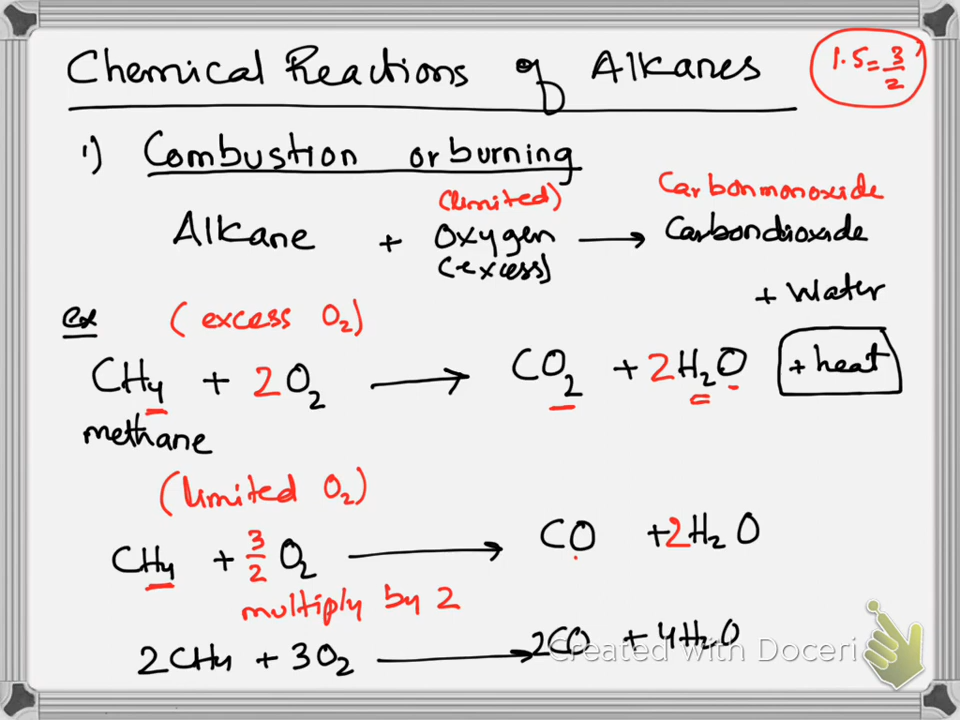 Chemical Reactions of Alkanes
1.5 = 3/2
1) Combustion or burning
(limited) Carbonmonoxide
Alkane + Oxygen → Carbondioxide
(excess)
+ Water
ex (excess O₂)
CH₄ + 2O₂ → CO₂ + 2H₂O + heat
methane
(limited O₂)
CH₄ + 3/2 O₂ → CO + 2H₂O
multiply by 2
2CH₄ + 3O₂ → 2CO + 4H₂O
Created with Doceri